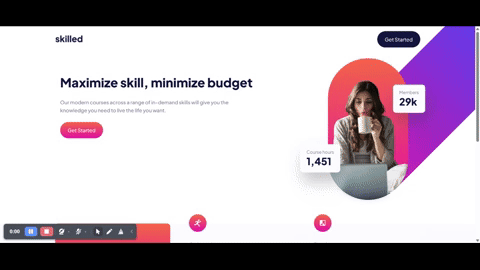 skilled
Get Started
Maximize skill, minimize budget
Our modern courses across a range of in-demand skills will give you the
knowledge you need to live the life you want.
Get Started
Members
29k
Course hours
1,451
0:00